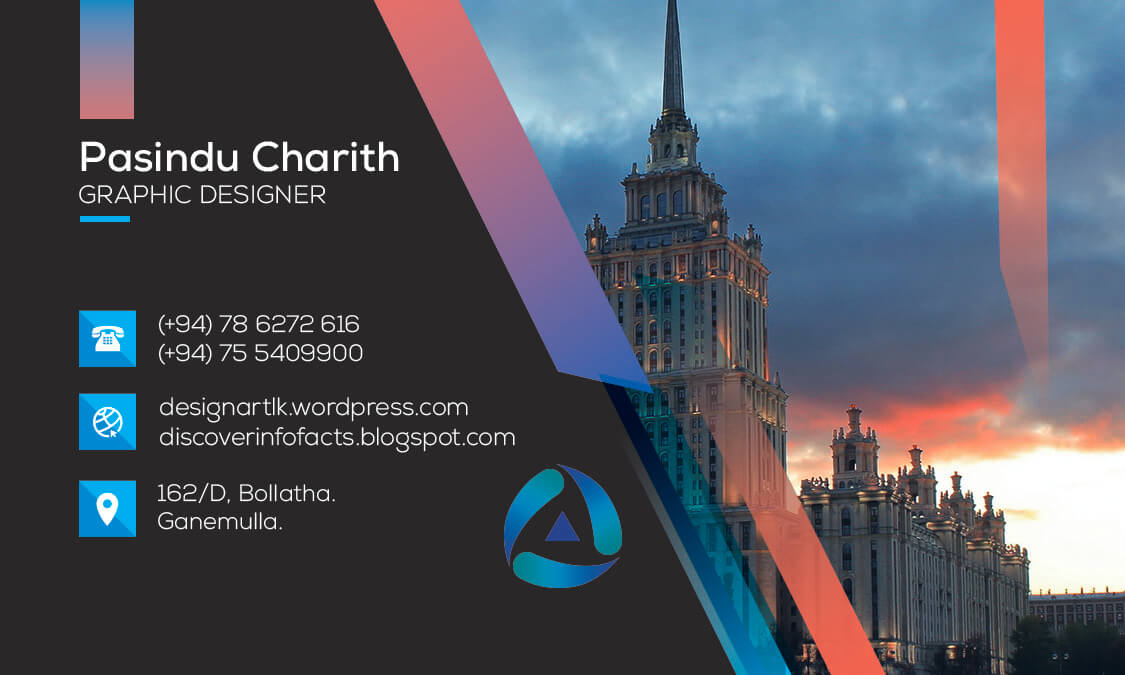 Pasindu Charith
GRAPHIC DESIGNER
(+94) 78 6272 616
(+94) 75 5409900
designartlk.wordpress.com
discoverinfofacts.blogspot.com
162/D, Bollatha.
Ganemulla.